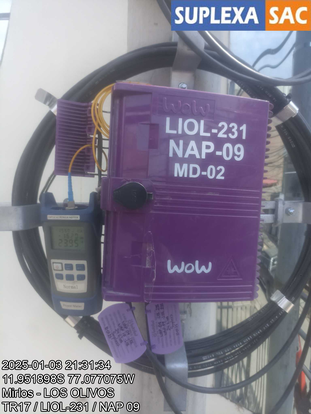 SUPLEXA SAC
WOW
LIOL-231
NAP-09
MD-02
WOW
2025-01-03 21:31:34
11.951898S 77.077075W
Mirlos - LOS OLIVOS
TR17 / LIOL-231 / NAP 09